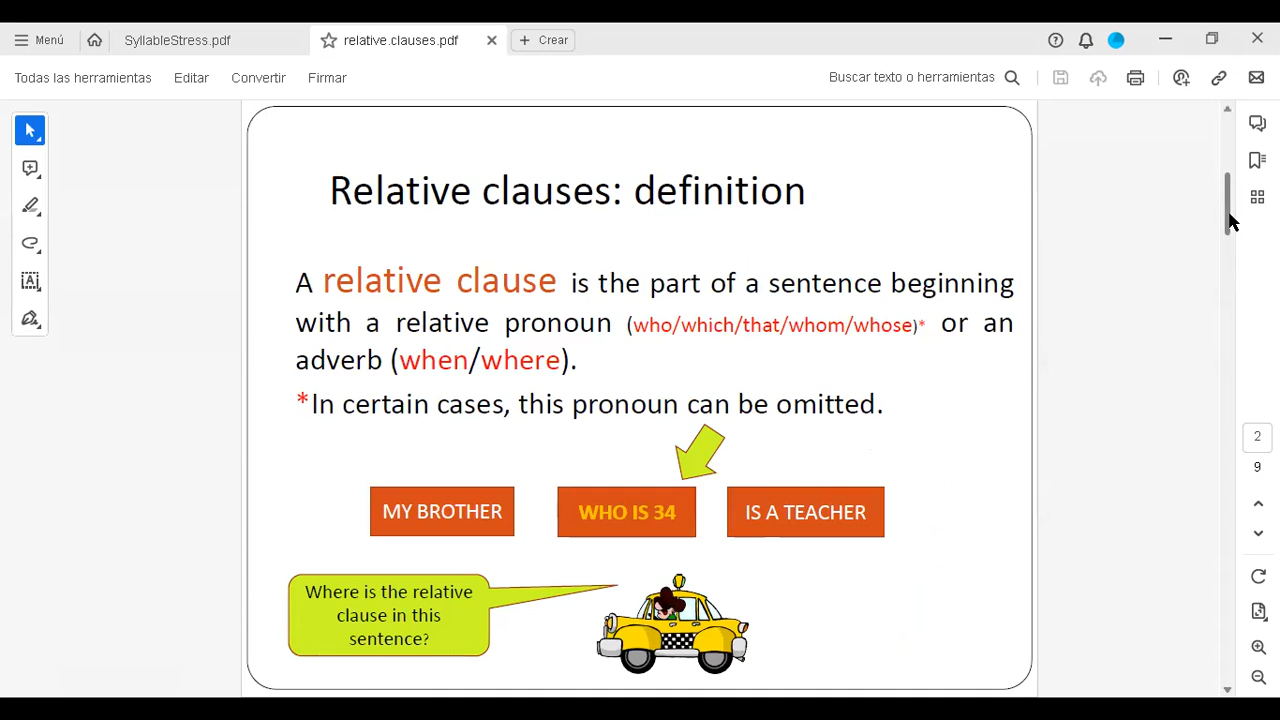 Menú
SyllableStress.pdf
relative.clauses.pdf
Crear
Todas las herramientas
Editar
Convertir
Firmar
Buscar texto o herramientas
Relative clauses: definition
A relative clause is the part of a sentence beginning
with a relative pronoun (who/which/that/whom/whose)* or an
adverb (when/where).
*In certain cases, this pronoun can be omitted.
MY BROTHER
WHO IS 34
IS A TEACHER
Where is the relative
clause in this
sentence?
2
9